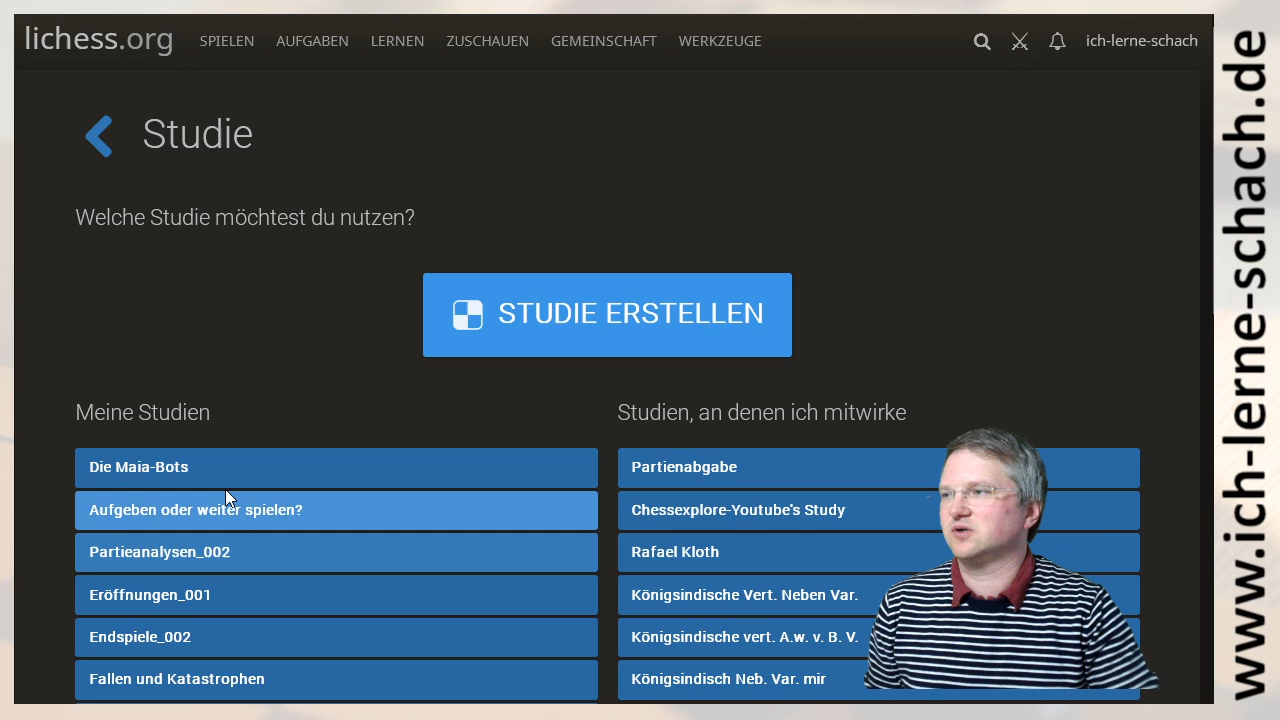 lichess.org SPIELEN AUFGABEN LERNEN ZUSCHAUEN GEMEINSCHAFT WERKZEUGE ich-lerne-schach
Studie
Welche Studie möchtest du nutzen?
STUDIE ERSTELLEN
Meine Studien
Die Maia-Bots
Aufgeben oder weiter spielen?
Partieanalysen_002
Eröffnungen_001
Endspiele_002
Fallen und Katastrophen
Studien, an denen ich mitwirke
Partienabgabe
Chessexplore-Youtube's Study
Rafael Kloth
Königsindische Vert. Neben Var.
Königsindische vert. A.w. v. B. V.
Königsindisch Neb. Var. mir
www.ich-lerne-schach.de